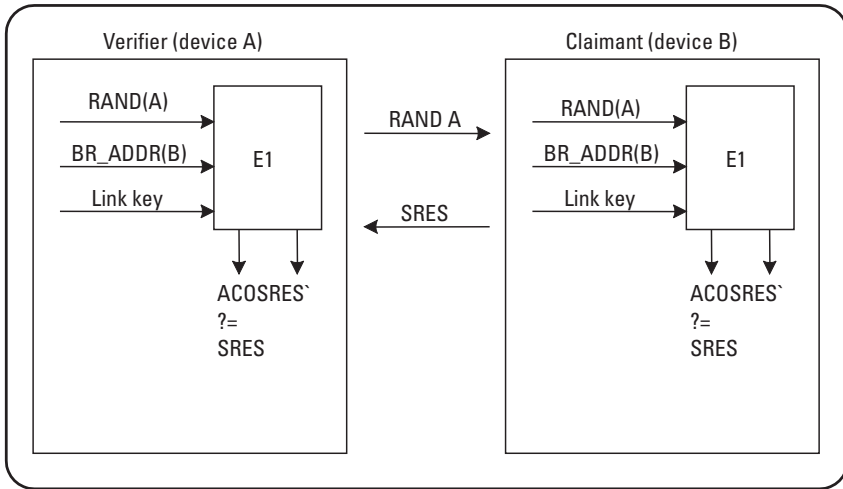 Verifier (device A)
RAND(A)
BR_ADDR(B)
Link key
E1
ACOSRES`
?=
SRES
RAND A
SRES
Claimant (device B)
RAND(A)
BR_ADDR(B)
Link key
E1
ACOSRES`
?=
SRES